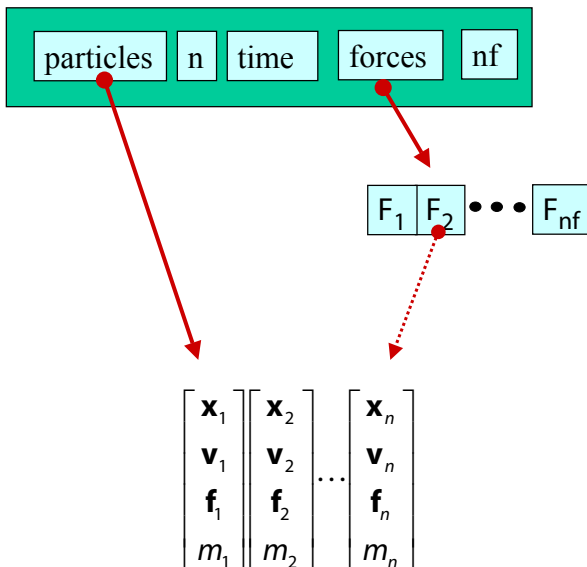 particles n time forces nf
F1 F2 ••• Fnf
x1 x2 xn
v1 v2 ... vn
f1 f2 fn
m1 m2 mn